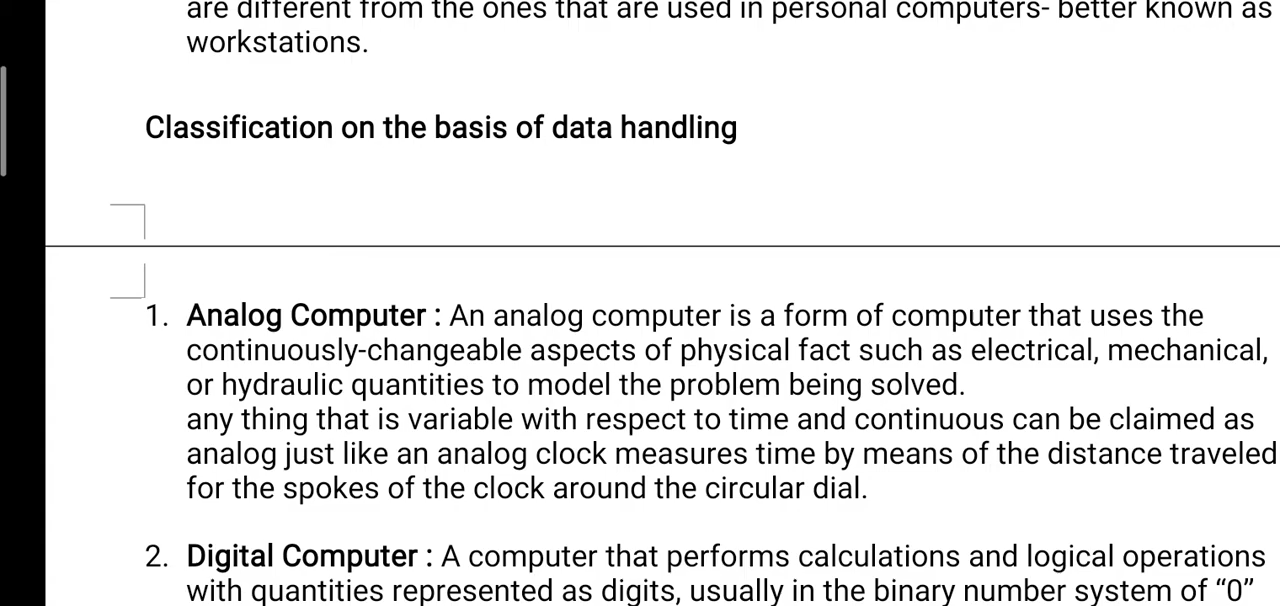 are different from the ones that are used in personal computers- better known as
workstations.
Classification on the basis of data handling
1. Analog Computer : An analog computer is a form of computer that uses the
continuously-changeable aspects of physical fact such as electrical, mechanical,
or hydraulic quantities to model the problem being solved.
any thing that is variable with respect to time and continuous can be claimed as
analog just like an analog clock measures time by means of the distance traveled
for the spokes of the clock around the circular dial.
2. Digital Computer : A computer that performs calculations and logical operations
with quantities represented as digits, usually in the binary number system of “0”